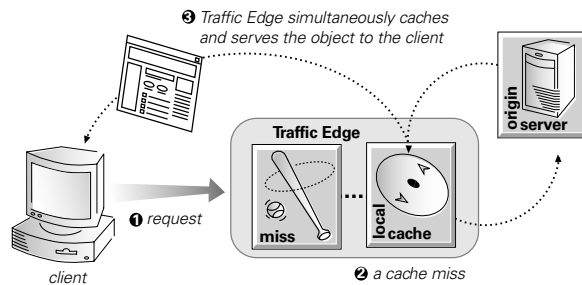 ❸ Traffic Edge simultaneously caches
and serves the object to the client
origin
server
Traffic Edge
❶ request
miss
local
cache
client
❷ a cache miss